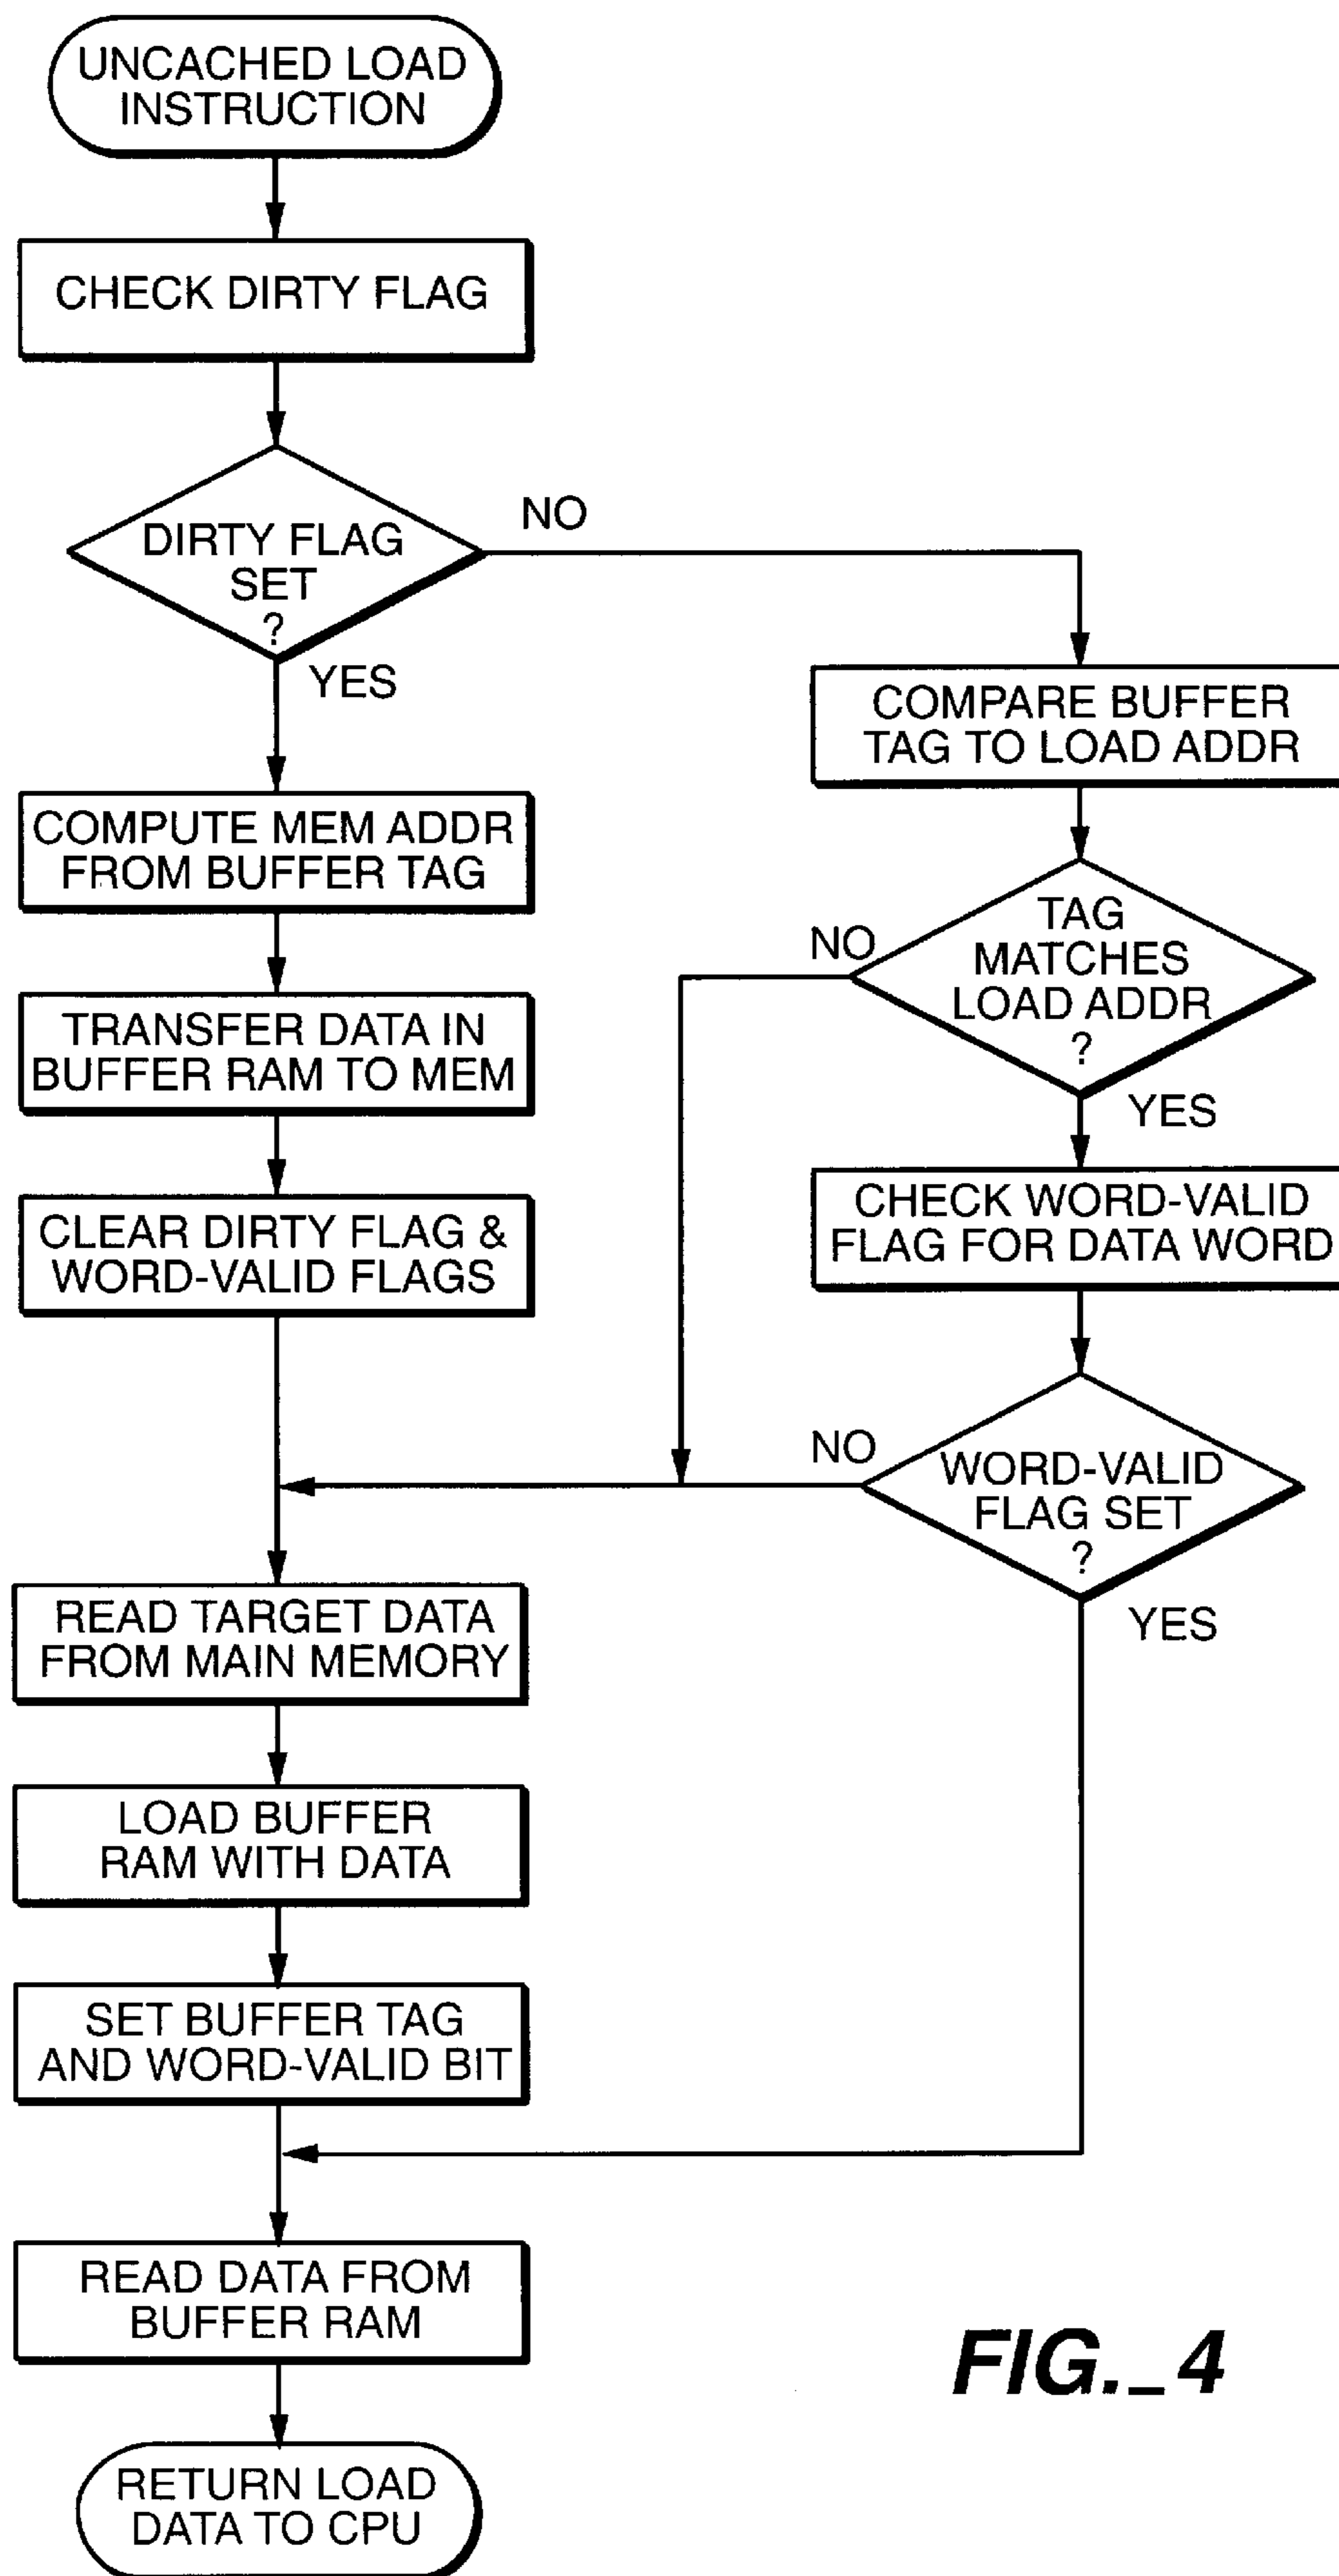 UNCACHED LOAD
INSTRUCTION
CHECK DIRTY FLAG
DIRTY FLAG
SET
?
NO
YES
COMPUTE MEM ADDR
FROM BUFFER TAG
TRANSFER DATA IN
BUFFER RAM TO MEM
CLEAR DIRTY FLAG &
WORD-VALID FLAGS
COMPARE BUFFER
TAG TO LOAD ADDR
TAG
MATCHES
LOAD ADDR
?
NO
YES
CHECK WORD-VALID
FLAG FOR DATA WORD
WORD-VALID
FLAG SET
?
NO
YES
READ TARGET DATA
FROM MAIN MEMORY
LOAD BUFFER
RAM WITH DATA
SET BUFFER TAG
AND WORD-VALID BIT
READ DATA FROM
BUFFER RAM
RETURN LOAD
DATA TO CPU
FIG._4